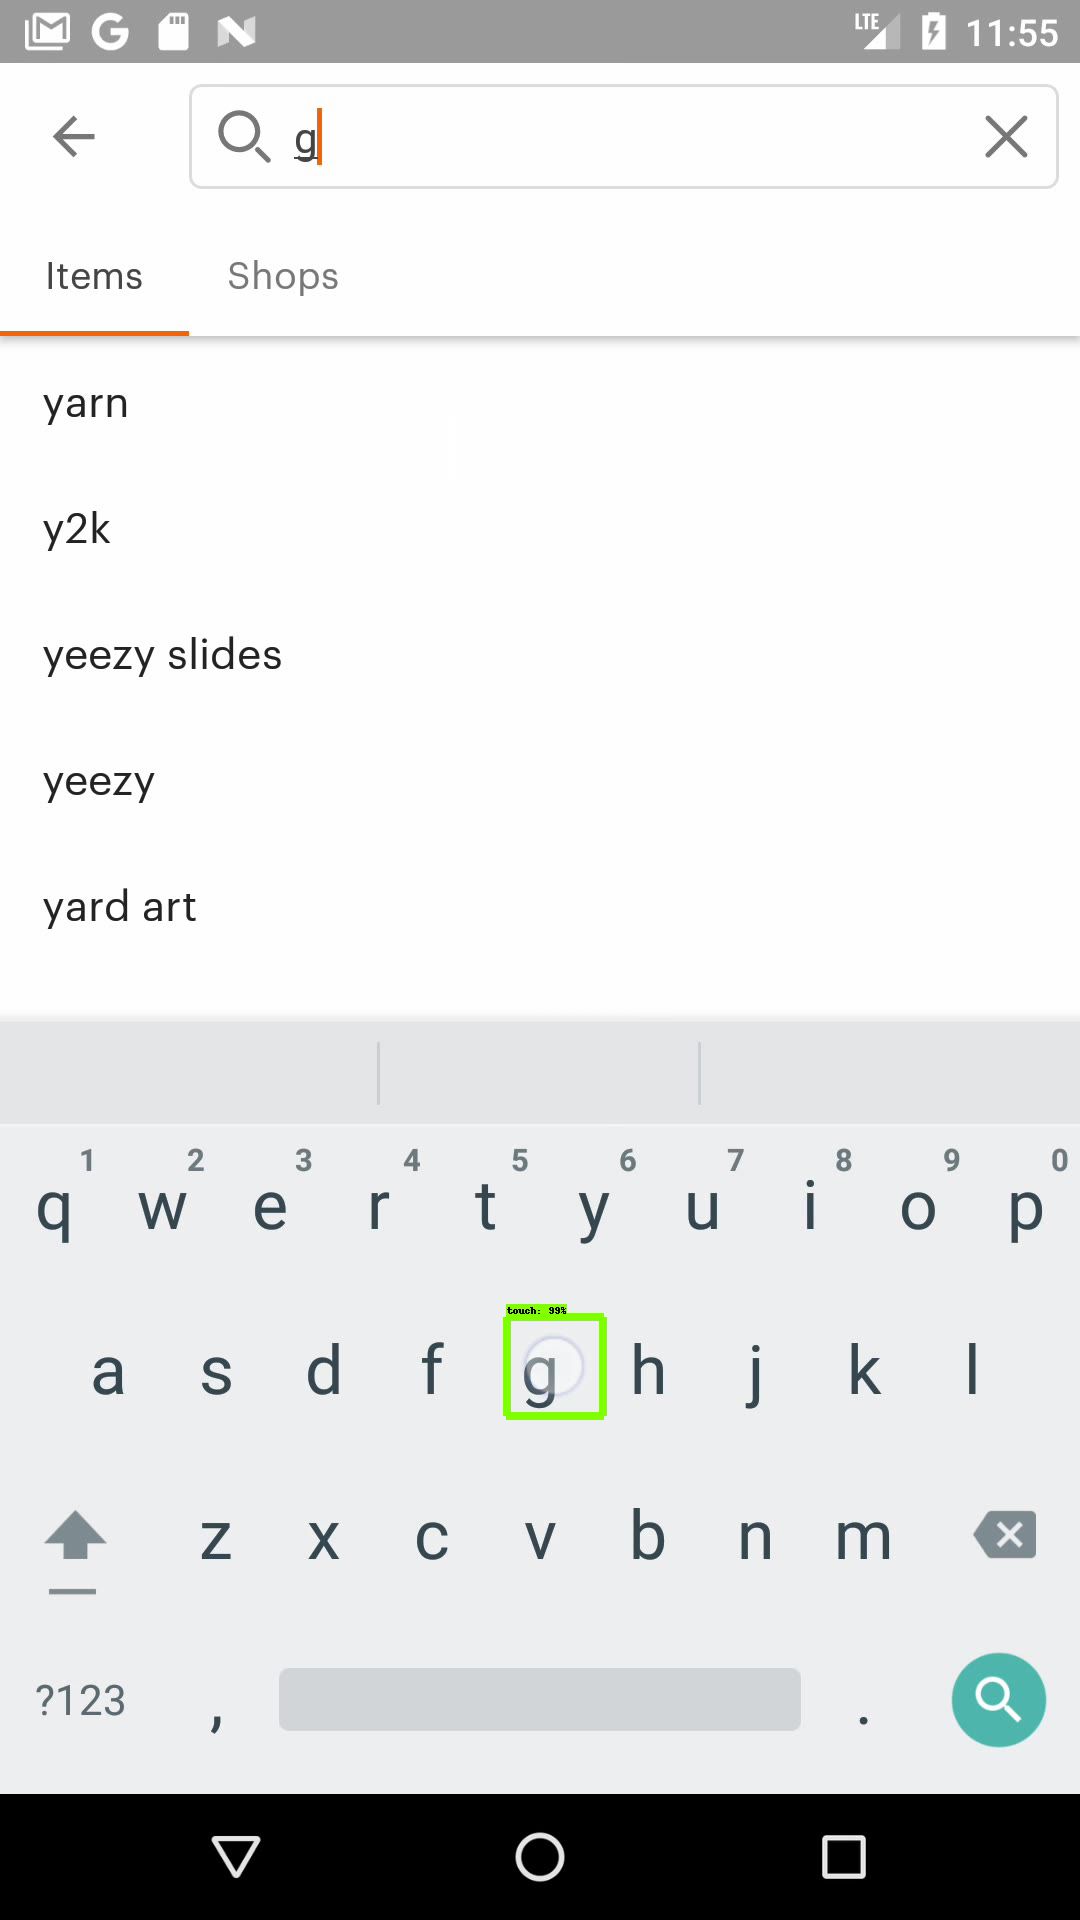 LTE 11:55
g
Items Shops
yarn
y2k
yeezy slides
yeezy
yard art
1 2 3 4 5 6 7 8 9 0
q w e r t y u i o p
touch: 99%
a s d f g h j k l
z x c v b n m
?123 , .